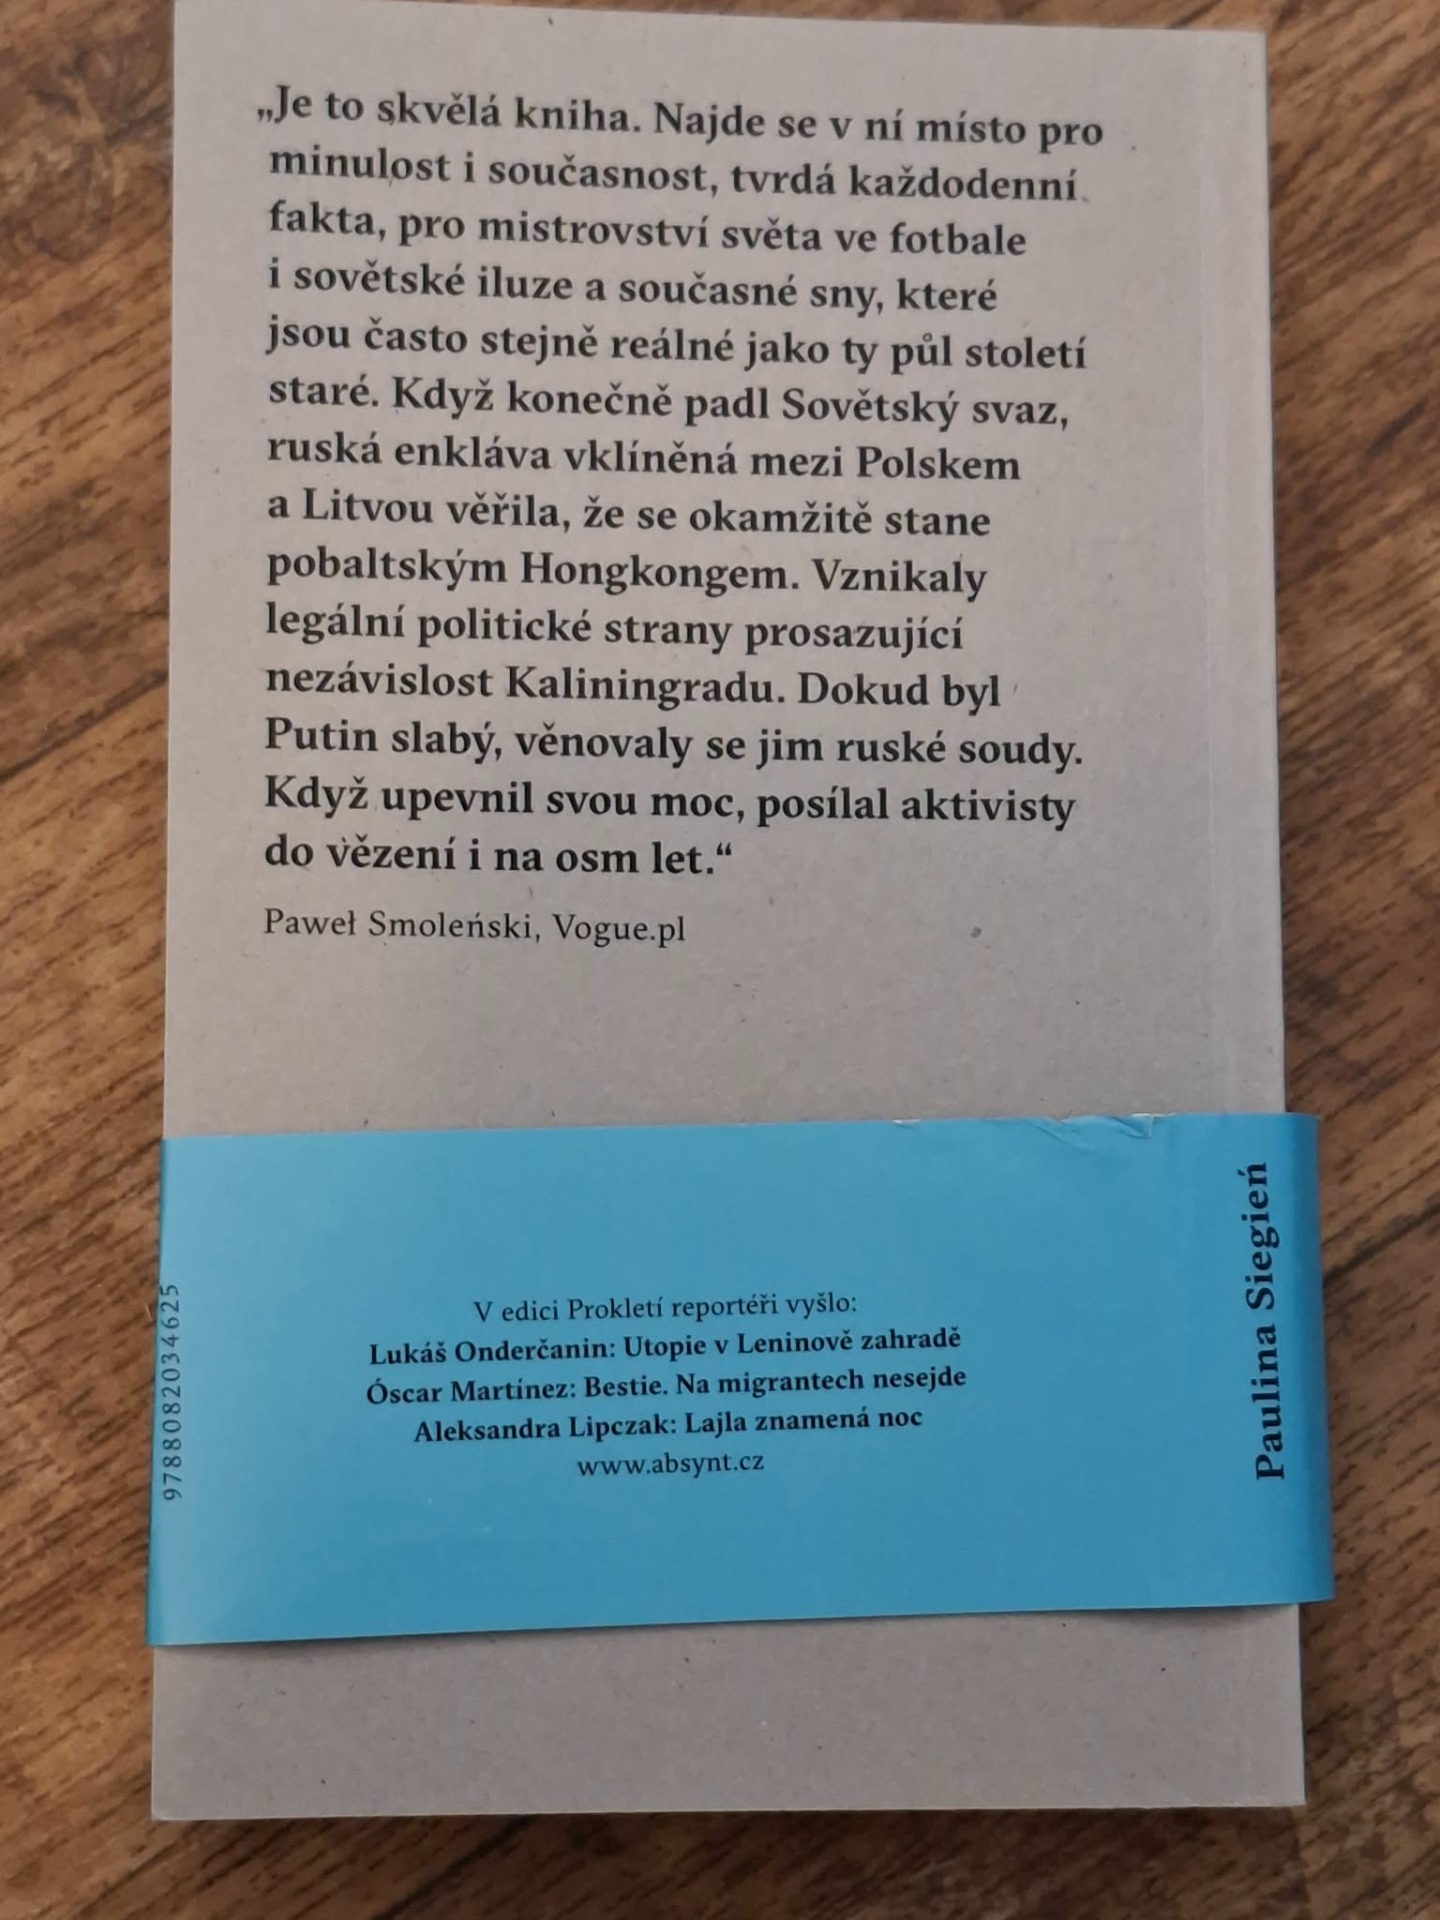 „Je to skvělá kniha. Najde se v ní místo pro
minulost i současnost, tvrdá každodenní
fakta, pro mistrovství světa ve fotbale
i sovětské iluze a současné sny, které
jsou často stejně reálné jako ty půl století
staré. Když konečně padl Sovětský svaz,
ruská enkláva vklíněná mezi Polskem
a Litvou věřila, že se okamžitě stane
pobaltským Hongkongem. Vznikaly
legální politické strany prosazující
nezávislost Kaliningradu. Dokud byl
Putin slabý, věnovaly se jim ruské soudy.
Když upevnil svou moc, posílal aktivisty
do vězení i na osm let.“
Paweł Smoleński, Vogue.pl
V edici Prokletí reportéři vyšlo:
Lukáš Onderčanin: Utopie v Leninově zahradě
Óscar Martínez: Bestie. Na migrantech nesejde
Aleksandra Lipczak: Lajla znamená noc
www.absynt.cz
9788082034625
Paulina Siegień